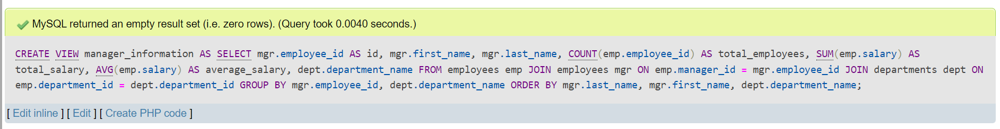 MySQL returned an empty result set (i.e. zero rows). (Query took 0.0040 seconds.)
CREATE VIEW manager_information AS SELECT mgr.employee_id AS id, mgr.first_name, mgr.last_name, COUNT(emp.employee_id) AS total_employees, SUM(emp.salary) AS
total_salary, AVG(emp.salary) AS average_salary, dept.department_name FROM employees emp JOIN employees mgr ON emp.manager_id = mgr.employee_id JOIN departments dept ON
emp.department_id = dept.department_id GROUP BY mgr.employee_id, dept.department_name ORDER BY mgr.last_name, mgr.first_name, dept.department_name;
[ Edit inline ] [ Edit ] [ Create PHP code ]